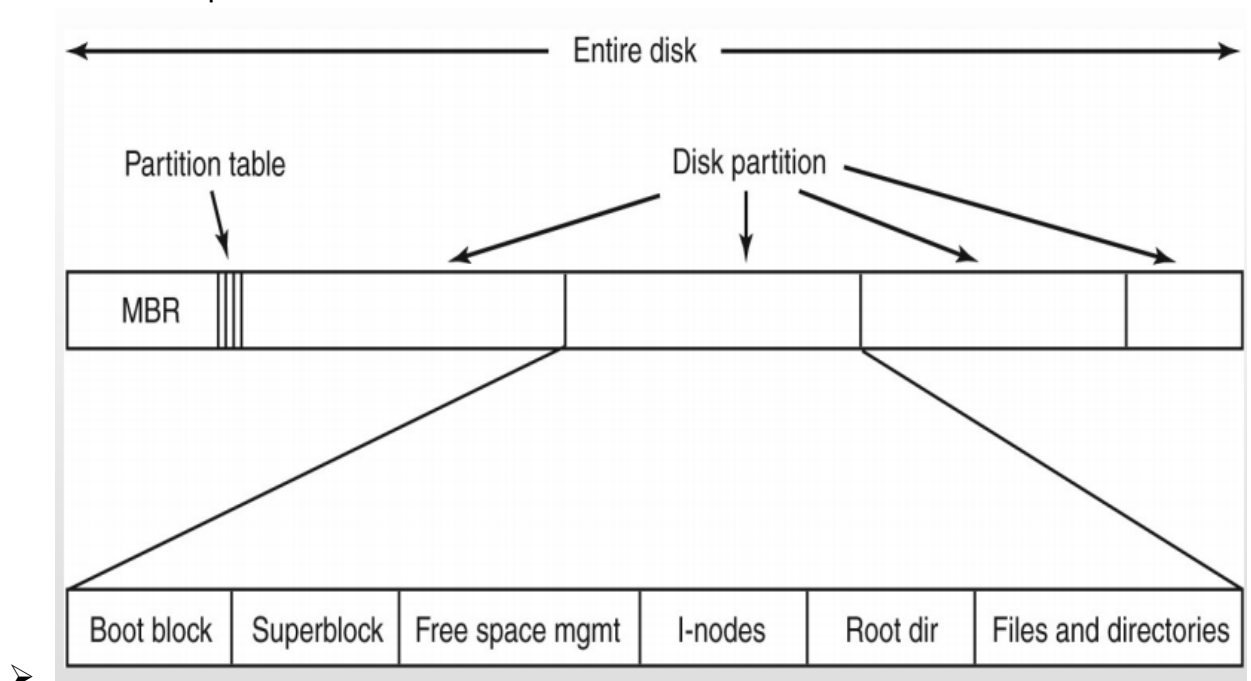 Entire disk
Partition table
Disk partition
MBR
Boot block
Superblock
Free space mgmt
I-nodes
Root dir
Files and directories